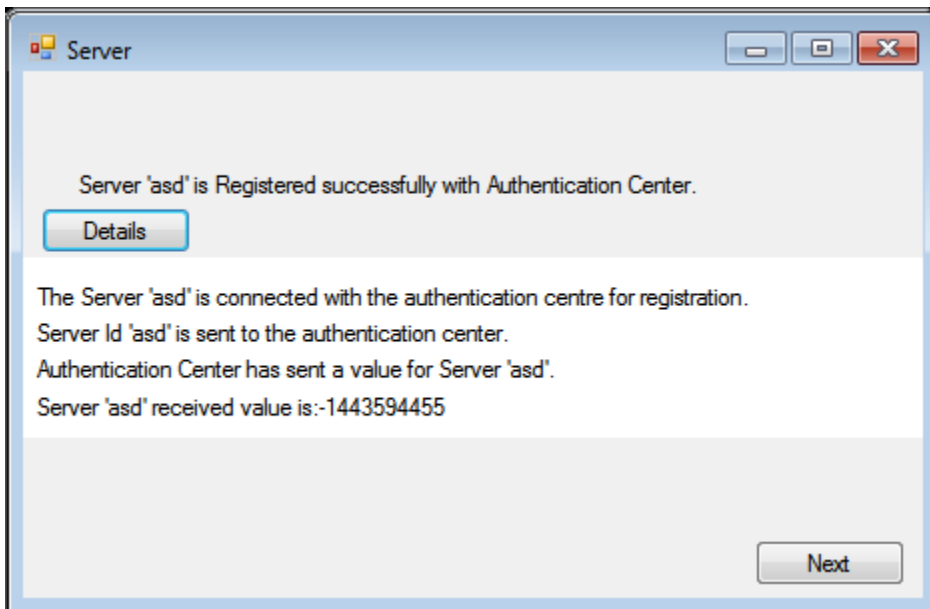 Server
Server 'asd' is Registered successfully with Authentication Center.
Details
The Server 'asd' is connected with the authentication centre for registration.
Server Id 'asd' is sent to the authentication center.
Authentication Center has sent a value for Server 'asd'.
Server 'asd' received value is:-1443594455
Next